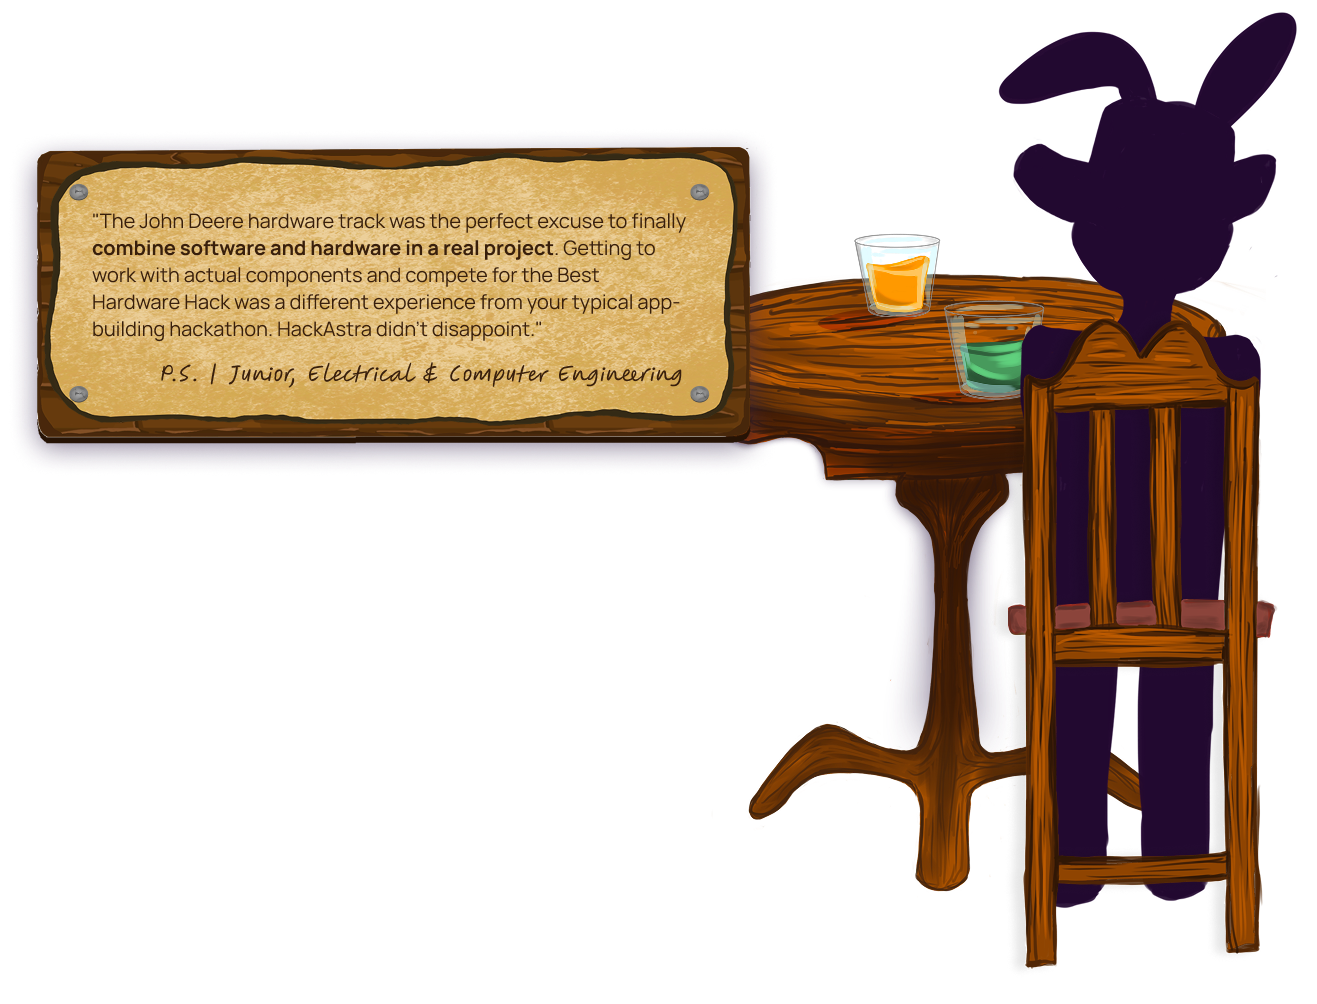 "The John Deere hardware track was the perfect excuse to finally
combine software and hardware in a real project. Getting to
work with actual components and compete for the Best
Hardware Hack was a different experience from your typical app-
building hackathon. HackAstra didn't disappoint."
P.S. | Junior, Electrical & Computer Engineering